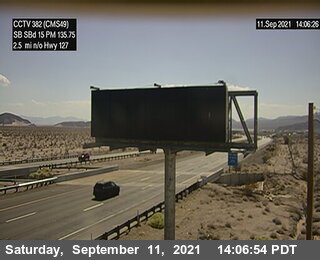 CCTV 382 (CMS49)
SB SBd 15 PM 135.75
2.5 mi n/o Hwy 127
11.Sep 2021 14:06:26
Saturday, September 11, 2021 14:06:54 PDT